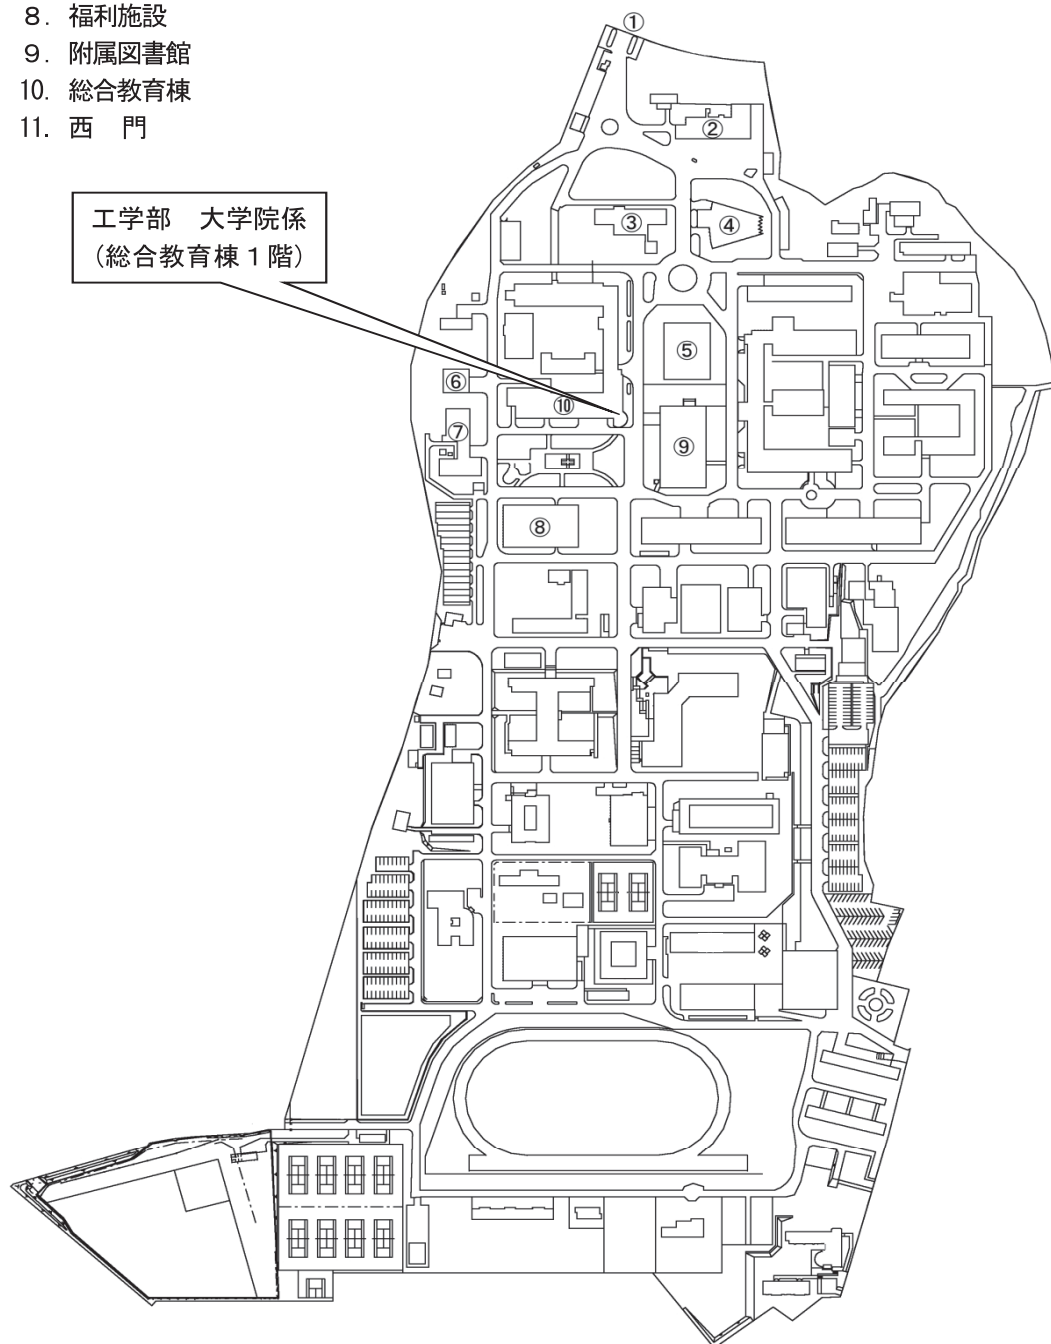 8. 福利施設
9. 附属図書館
10. 総合教育棟
11. 西　門
①
②
工学部　大学院係
（総合教育棟１階）
③
④
⑤
⑥
⑩
⑦
⑨
⑧